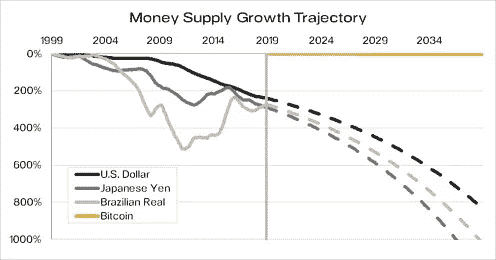 Money Supply Growth Trajectory
1999 2004 2009 2014 2019 2024 2029 2034
0%
200%
400%
600%
800%
1000%
U.S. Dollar
Japanese Yen
Brazilian Real
Bitcoin